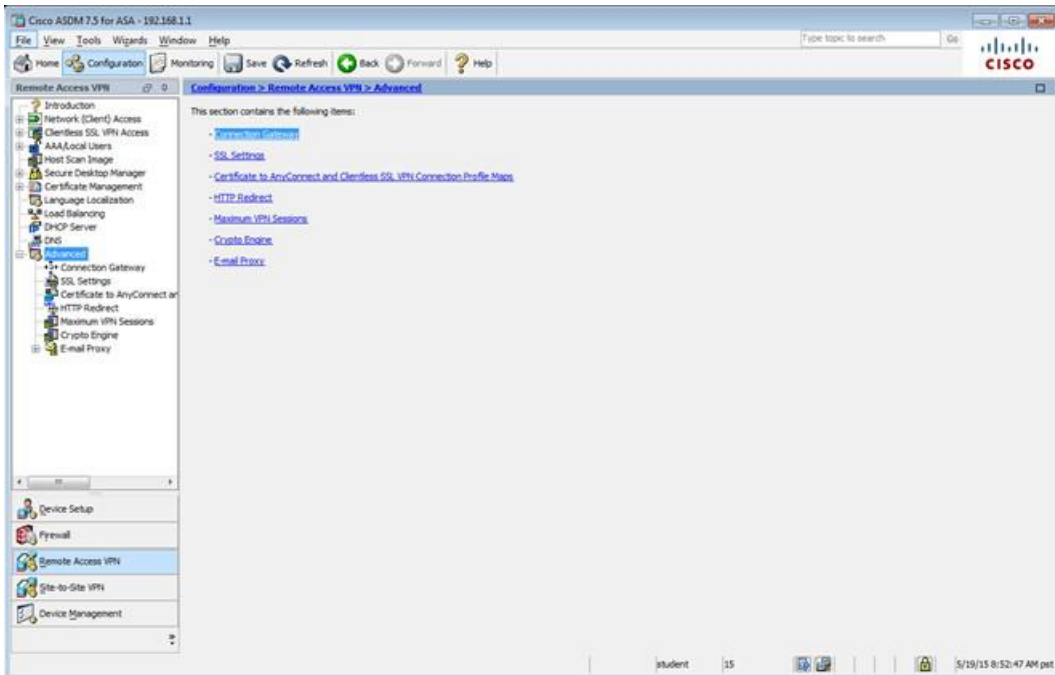 Cisco ASDM 7.5 for ASA - 192.168.1.1
File View Tools Wizards Window Help
Type topic to search
Go
Home
Configuration
Monitoring
Save
Refresh
Back
Forward
Help
CISCO
Remote Access VPN
Configuration > Remote Access VPN > Advanced
Introduction
Network (Client) Access
Clientless SSL VPN Access
AAA/Local Users
Host Scan Image
Secure Desktop Manager
Certificate Management
Language Localization
Load Balancing
DHCP Server
DNS
Advanced
Connection Gateway
SSL Settings
Certificate to AnyConnect an
HTTP Redirect
Maximum VPN Sessions
Crypto Engine
E-mail Proxy
This section contains the following items:
- Connection Gateway
- SSL Settings
- Certificate to AnyConnect and Clientless SSL VPN Connection Profile Maps
- HTTP Redirect
- Maximum VPN Sessions
- Crypto Engine
- E-mail Proxy
Device Setup
Firewall
Remote Access VPN
Site-to-Site VPN
Device Management
student
15
5/19/15 8:52:47 AM pst